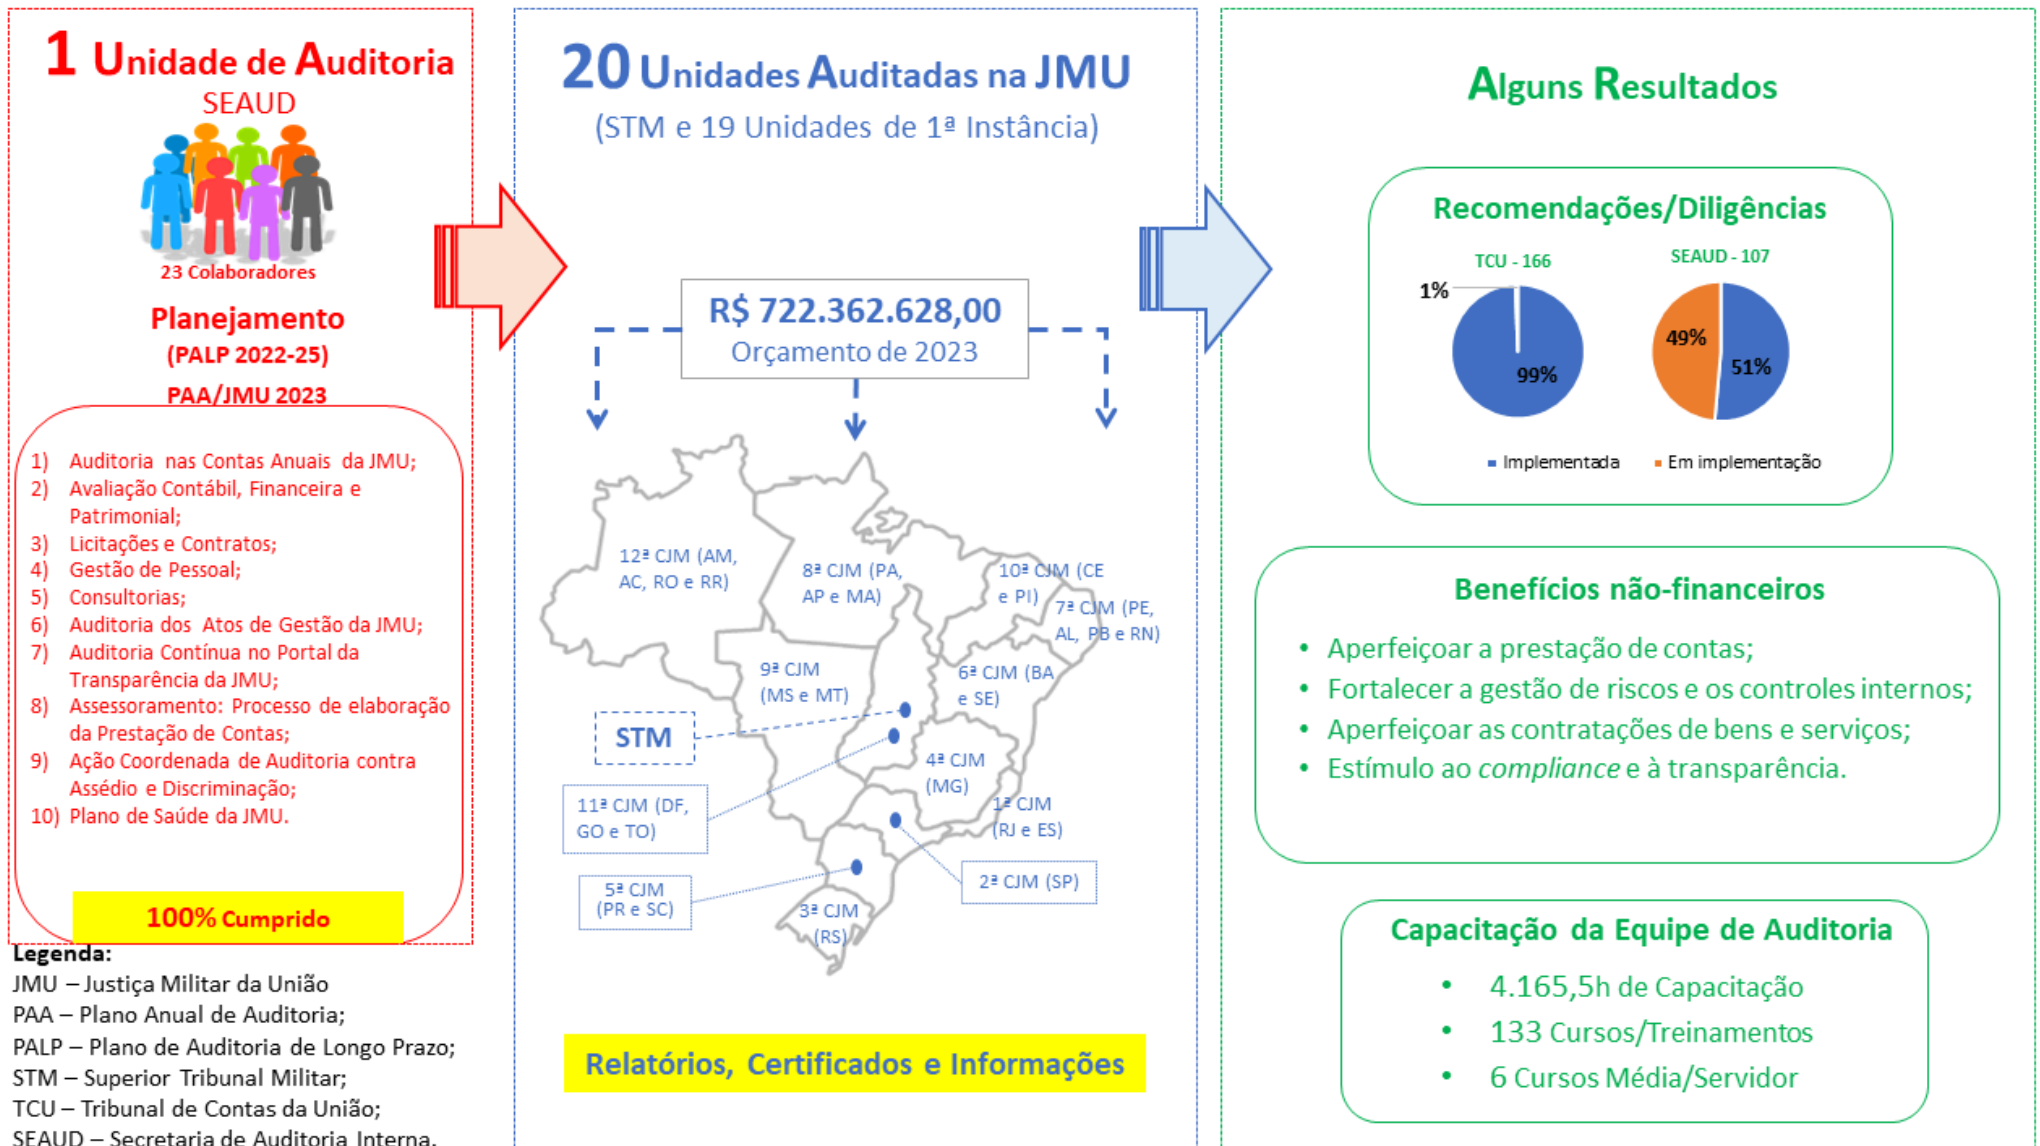 1 Unidade de Auditoria
SEAUD
23 Colaboradores
Planejamento
(PALP 2022-25)
PAA/JMU 2023
1) Auditoria nas Contas Anuais da JMU;
2) Avaliação Contábil, Financeira e
Patrimonial;
3) Licitações e Contratos;
4) Gestão de Pessoal;
5) Consultorias;
6) Auditoria dos Atos de Gestão da JMU;
7) Auditoria Contínua no Portal da
Transparência da JMU;
8) Assessoramento: Processo de elaboração
da Prestação de Contas;
9) Ação Coordenada de Auditoria contra
Assédio e Discriminação;
10) Plano de Saúde da JMU.
100% Cumprido
Legenda:
JMU – Justiça Militar da União
PAA – Plano Anual de Auditoria;
PALP – Plano de Auditoria de Longo Prazo;
STM – Superior Tribunal Militar;
TCU – Tribunal de Contas da União;
SEAUD – Secretaria de Auditoria Interna.
20 Unidades Auditadas na JMU
(STM e 19 Unidades de 1ª Instância)
R$ 722.362.628,00
Orçamento de 2023
12ª CJM (AM,
AC, RO e RR)
8ª CJM (PA,
AP e MA)
10ª CJM (CE
e PI)
7ª CJM (PE,
AL, PB e RN)
9ª CJM
(MS e MT)
6ª CJM (BA
e SE)
STM
4ª CJM
(MG)
11ª CJM (DF,
GO e TO)
1ª CJM
(RJ e ES)
5ª CJM
(PR e SC)
2ª CJM (SP)
3ª CJM
(RS)
Relatórios, Certificados e Informações
Alguns Resultados
Recomendações/Diligências
TCU - 166
1%
99%
SEAUD - 107
49%
51%
Implementada
Em implementação
Benefícios não-financeiros
• Aperfeiçoar a prestação de contas;
• Fortalecer a gestão de riscos e os controles internos;
• Aperfeiçoar as contratações de bens e serviços;
• Estímulo ao compliance e à transparência.
Capacitação da Equipe de Auditoria
• 4.165,5h de Capacitação
• 133 Cursos/Treinamentos
• 6 Cursos Média/Servidor